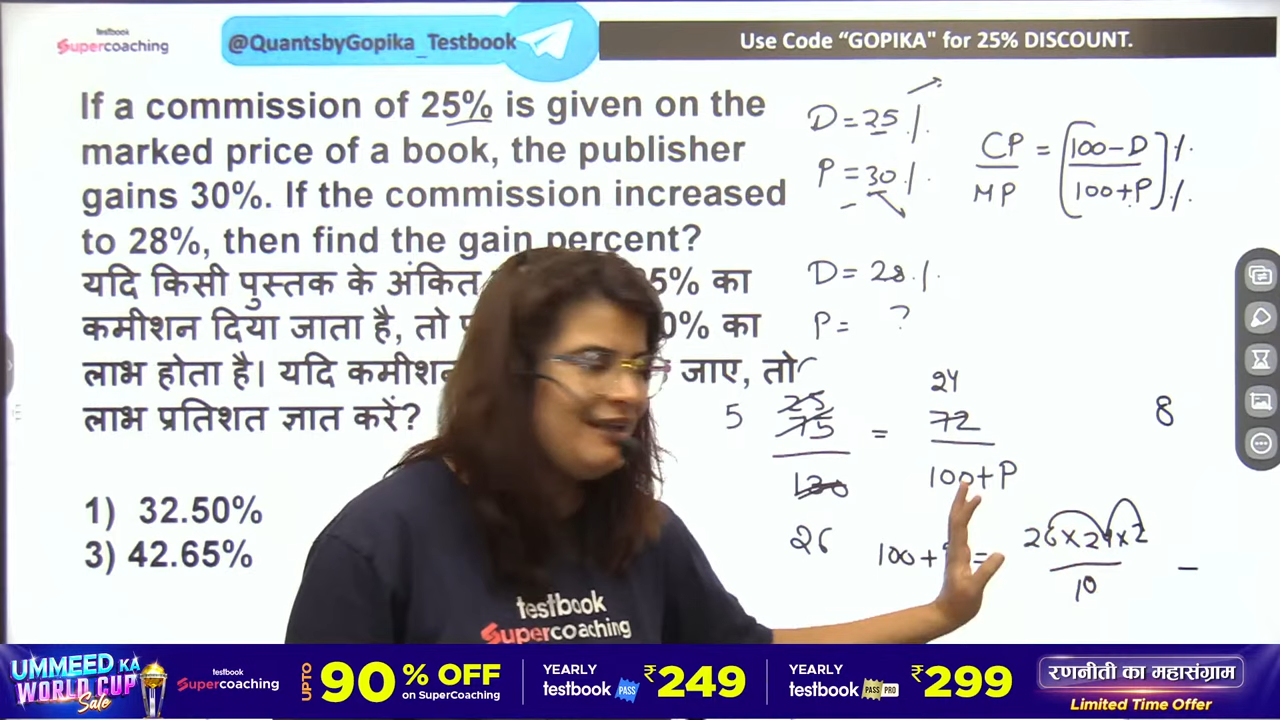 testbook
Supercoaching
@QuantsbyGopika_Testbook
Use Code “GOPIKA" for 25% DISCOUNT.
If a commission of 25% is given on the
marked price of a book, the publisher
gains 30%. If the commission increased
to 28%, then find the gain percent?
यदि किसी पुस्तक के अंकित 5% का
कमीशन दिया जाता है, तो 0% का
लाभ होता है। यदि कमीशन जाए, तो
लाभ प्रतिशत ज्ञात करें?
1) 32.50%
3) 42.65%
D = 25 %
P = 30 %
CP/MP = (100-D/100+P) %/%
D = 28 %
P = ?
5 25 24 8
75 = 72
130 100+P
26 100+ = 26x24x2/10 –
testbook
Supercoaching
UMMEED KA
WORLD CUP
Sale
testbook
Supercoaching
UPTO 90% OFF
on SuperCoaching
YEARLY
testbook PASS ₹249
YEARLY
testbook PASS PRO ₹299
रणनीती का महासंग्राम
Limited Time Offer